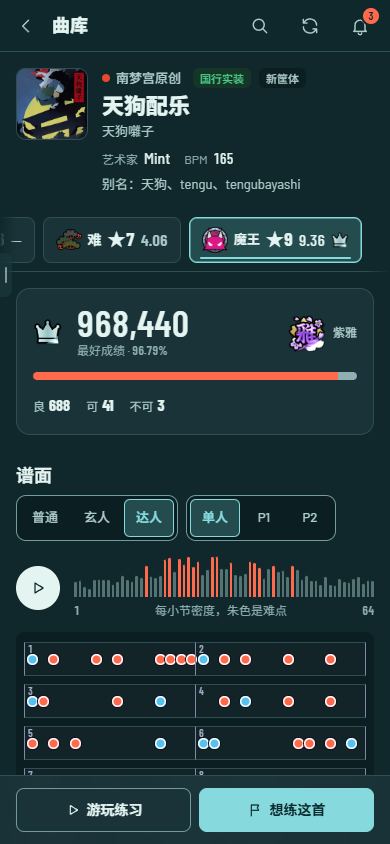 曲库
3
南梦宫原创 国行实装 新筐体
天狗配乐
天狗囃子
艺术家 Mint BPM 165
别名：天狗、tengu、tengubayashi
— 难 ★7 4.06 魔王 ★9 9.36
968,440
最好成绩 · 96.79%
雅 紫雅
良 688 可 41 不可 3
谱面
普通 玄人 达人 单人 P1 P2
1 每小节密度，朱色是难点 64
1 2
3 4
5 6
7 8
游玩练习 想练这首